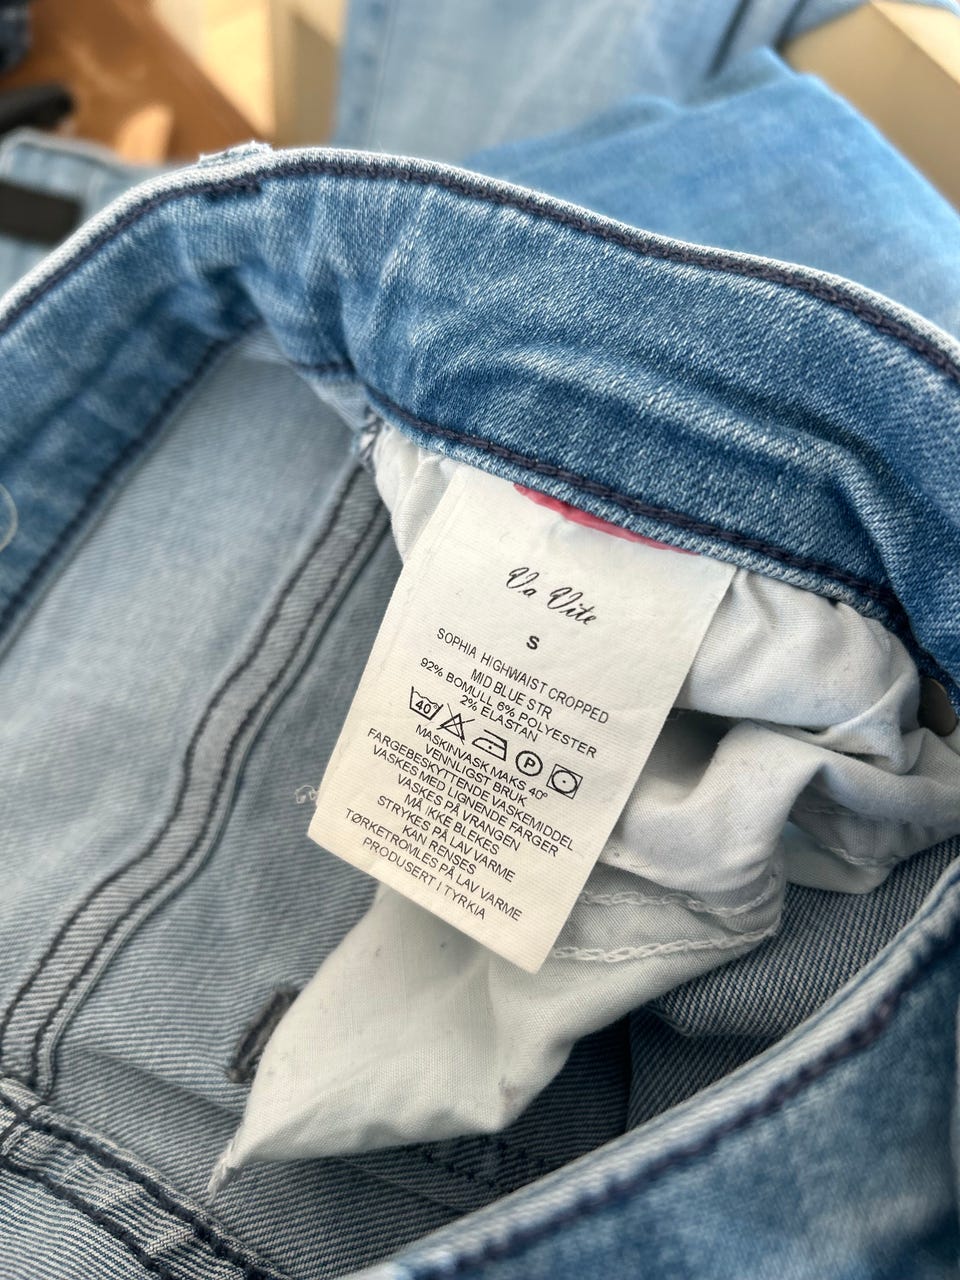 Va Vite
S
SOPHIA HIGHWAIST CROPPED
MID BLUE STR
92% BOMULL 6% POLYESTER
2% ELASTAN
40° P
MASKINVASK MAKS 40°
VENNLIGST BRUK
FARGEBESKYTTENDE VASKEMIDDEL
VASKES MED LIGNENDE FARGER
VASKES PÅ VRANGEN
MÅ IKKE BLEKES
STRYKES PÅ LAV VARME
KAN RENSES
TØRKETROMLES PÅ LAV VARME
PRODUSERT I TYRKIA